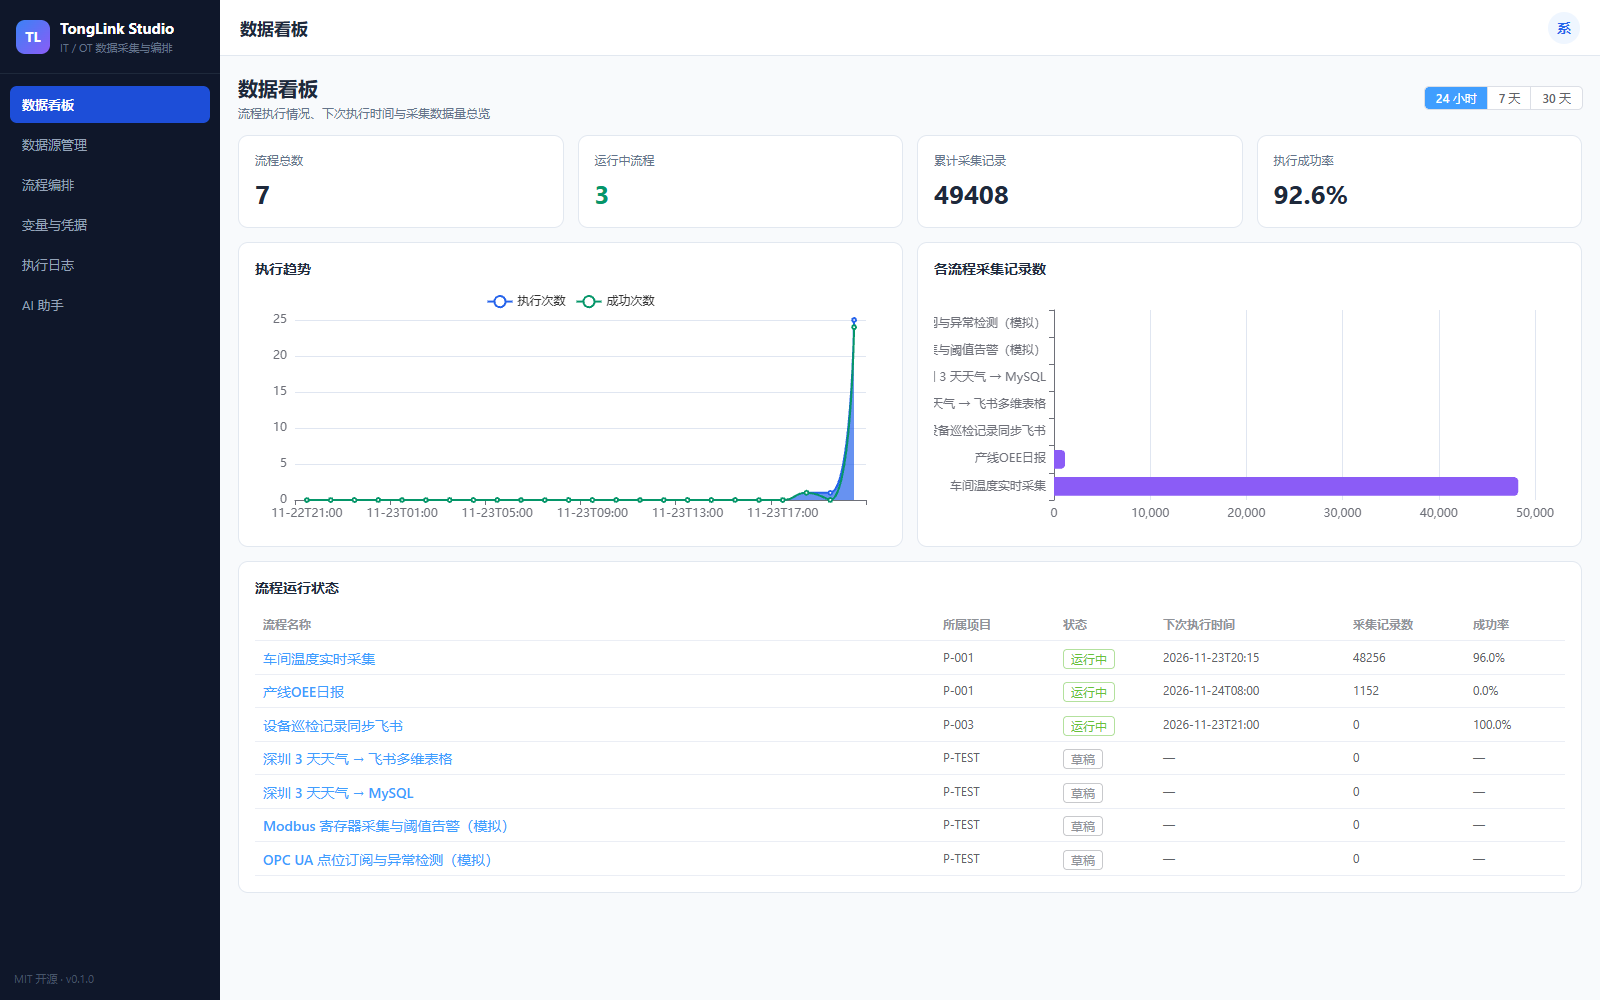 TL
TongLink Studio
IT / OT 数据采集与编排
数据看板
数据源管理
流程编排
变量与凭据
执行日志
AI 助手
MIT 开源 · v0.1.0
数据看板
系
数据看板
流程执行情况、下次执行时间与采集数据量总览
24 小时 7 天 30 天
流程总数
7
运行中流程
3
累计采集记录
49408
执行成功率
92.6%
执行趋势
执行次数 成功次数
25
20
15
10
5
0
11-22T21:00 11-23T01:00 11-23T05:00 11-23T09:00 11-23T13:00 11-23T17:00
各流程采集记录数
阅与异常检测（模拟）
集与阈值告警（模拟）
圳 3 天天气 → MySQL
天气 → 飞书多维表格
设备巡检记录同步飞书
产线OEE日报
车间温度实时采集
0 10,000 20,000 30,000 40,000 50,000
流程运行状态
流程名称 所属项目 状态 下次执行时间 采集记录数 成功率
车间温度实时采集 P-001 运行中 2026-11-23T20:15 48256 96.0%
产线OEE日报 P-001 运行中 2026-11-24T08:00 1152 0.0%
设备巡检记录同步飞书 P-003 运行中 2026-11-23T21:00 0 100.0%
深圳 3 天天气 → 飞书多维表格 P-TEST 草稿 — 0 —
深圳 3 天天气 → MySQL P-TEST 草稿 — 0 —
Modbus 寄存器采集与阈值告警（模拟） P-TEST 草稿 — 0 —
OPC UA 点位订阅与异常检测（模拟） P-TEST 草稿 — 0 —